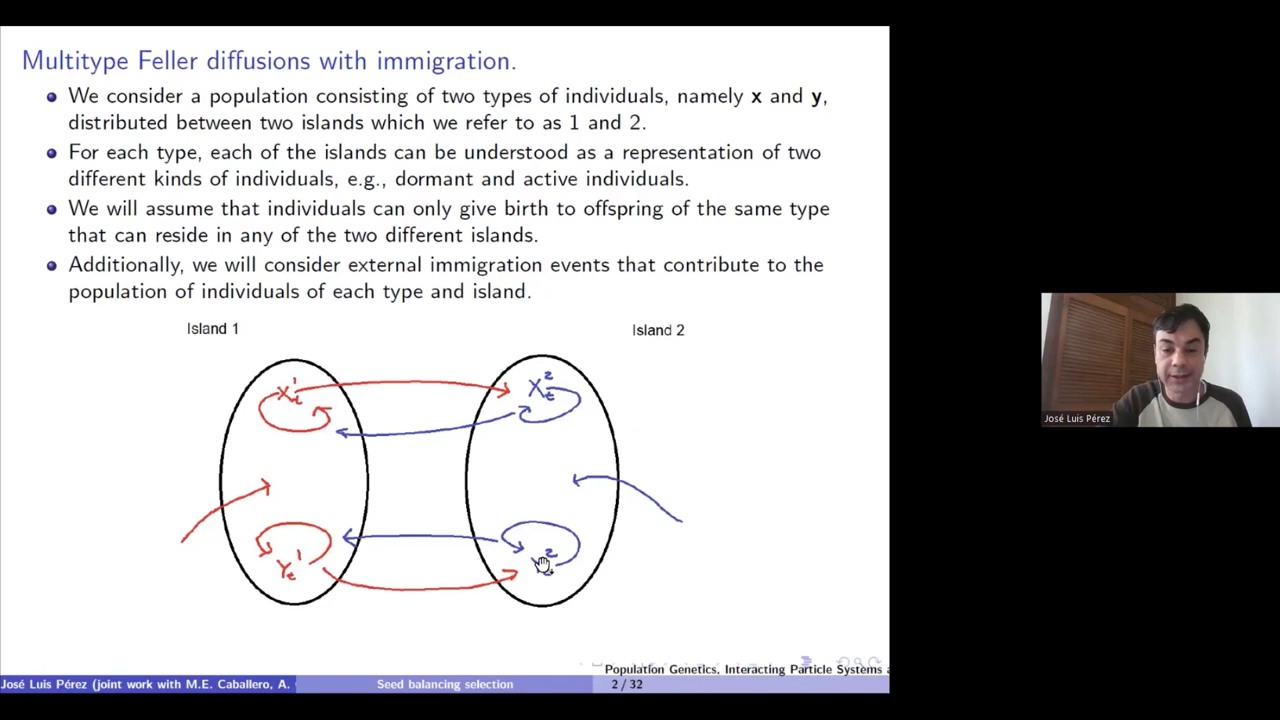 Multitype Feller diffusions with immigration.
We consider a population consisting of two types of individuals, namely x and y,
distributed between two islands which we refer to as 1 and 2.
For each type, each of the islands can be understood as a representation of two
different kinds of individuals, e.g., dormant and active individuals.
We will assume that individuals can only give birth to offspring of the same type
that can reside in any of the two different islands.
Additionally, we will consider external immigration events that contribute to the
population of individuals of each type and island.
Island 1
Island 2
X_t^1
X_t^2
Y_t^1
José Luis Pérez
Population Genetics, Interacting Particle Systems a
José Luis Pérez (joint work with M.E. Caballero, A.
Seed balancing selection
2 / 32